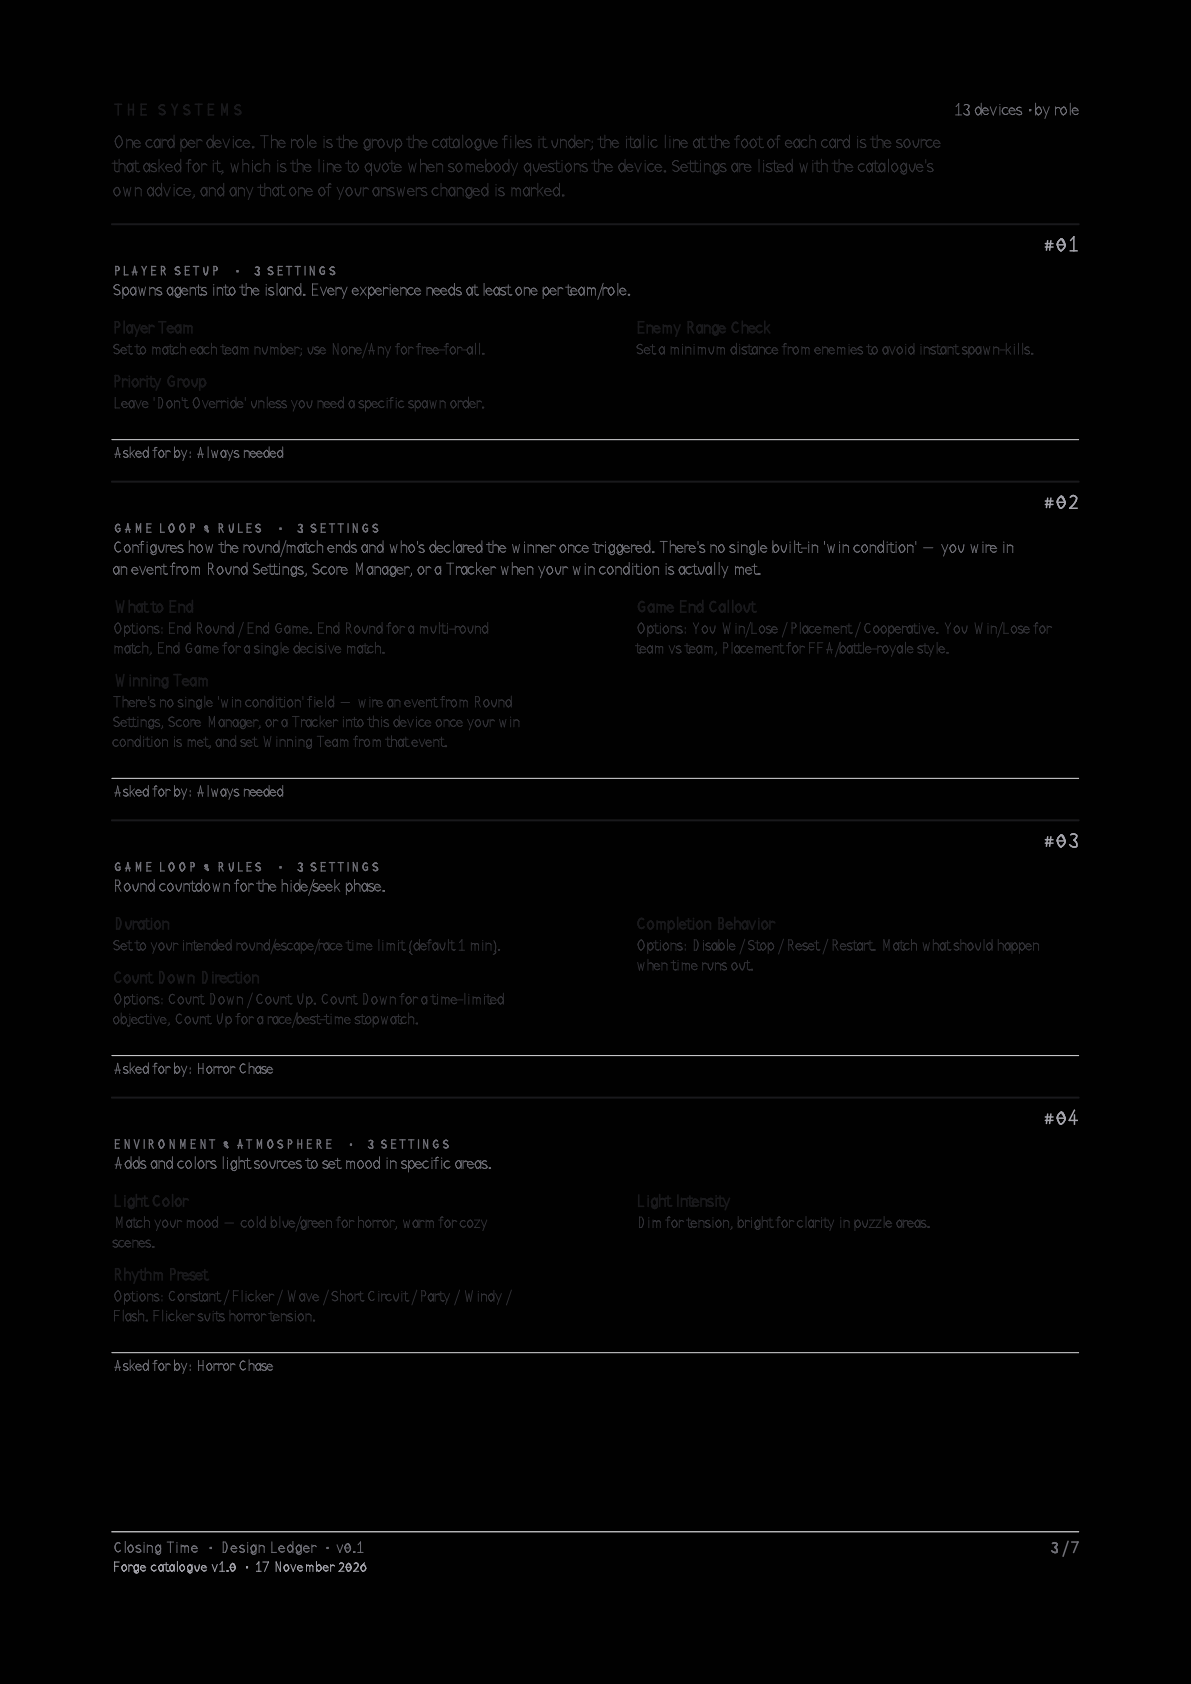 THE SYSTEMS
13 devices · by role
One card per device. The role is the group the catalogue files it under; the italic line at the foot of each card is the source
that asked for it, which is the line to quote when somebody questions the device. Settings are listed with the catalogue's
own advice, and any that one of your answers changed is marked.
#01
PLAYER SETUP · 3 SETTINGS
Spawns agents into the island. Every experience needs at least one per team/role.
Player Team
Set to match each team number; use None/Any for free-for-all.
Enemy Range Check
Set a minimum distance from enemies to avoid instant spawn-kills.
Priority Group
Leave 'Don't Override' unless you need a specific spawn order.
Asked for by: Always needed
#02
GAME LOOP & RULES · 3 SETTINGS
Configures how the round/match ends and who's declared the winner once triggered. There's no single built-in 'win condition' — you wire in
an event from Round Settings, Score Manager, or a Tracker when your win condition is actually met.
What to End
Options: End Round / End Game. End Round for a multi-round
match, End Game for a single decisive match.
Game End Callout
Options: You Win/Lose / Placement / Cooperative. You Win/Lose for
team vs team, Placement for FFA/battle-royale style.
Winning Team
There's no single 'win condition' field — wire an event from Round
Settings, Score Manager, or a Tracker into this device once your win
condition is met, and set Winning Team from that event.
Asked for by: Always needed
#03
GAME LOOP & RULES · 3 SETTINGS
Round countdown for the hide/seek phase.
Duration
Set to your intended round/escape/race time limit (default 1 min).
Completion Behavior
Options: Disable / Stop / Reset / Restart. Match what should happen
when time runs out.
Count Down Direction
Options: Count Down / Count Up. Count Down for a time-limited
objective, Count Up for a race/best-time stopwatch.
Asked for by: Horror Chase
#04
ENVIRONMENT & ATMOSPHERE · 3 SETTINGS
Adds and colors light sources to set mood in specific areas.
Light Color
Match your mood — cold blue/green for horror, warm for cozy
scenes.
Light Intensity
Dim for tension, bright for clarity in puzzle areas.
Rhythm Preset
Options: Constant / Flicker / Wave / Short Circuit / Party / Windy /
Flash. Flicker suits horror tension.
Asked for by: Horror Chase
Closing Time · Design Ledger · v0.1
3/7
Forge catalogue v1.0 · 17 November 2026